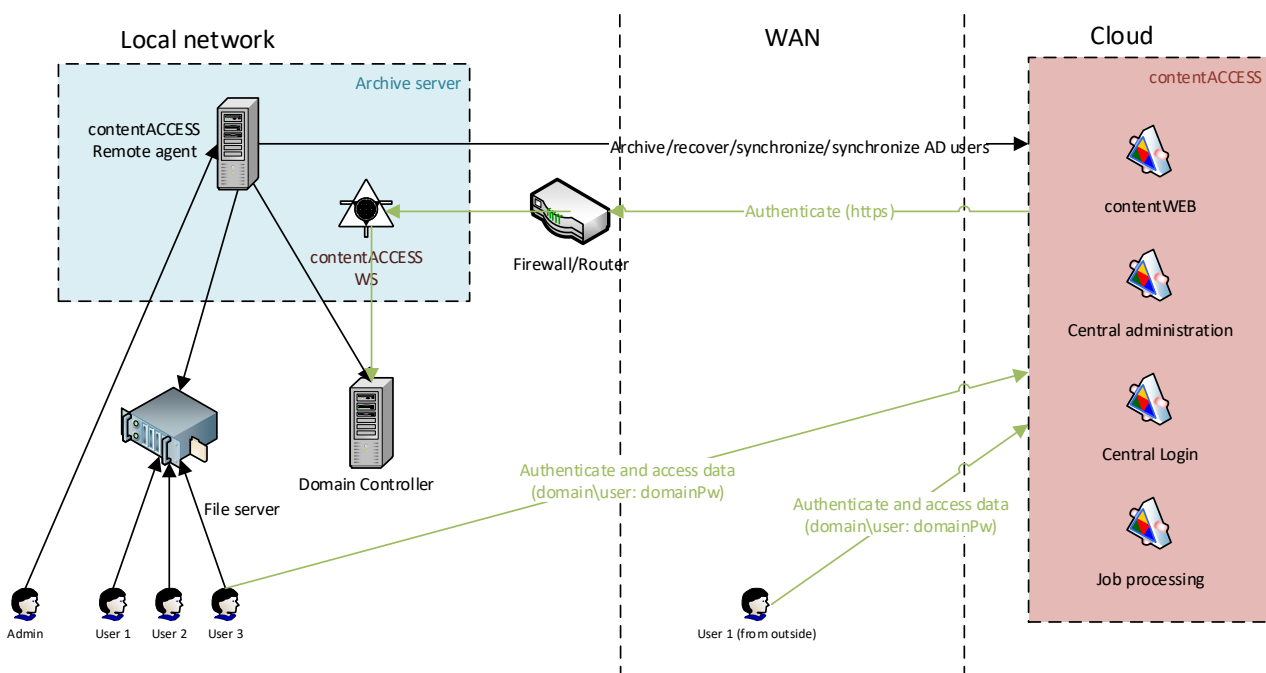 Local network
WAN
Cloud
Archive server
contentACCESS
contentACCESS
Remote agent
Archive/recover/synchronize/synchronize AD users
contentWEB
Authenticate (https)
contentACCESS
WS
Firewall/Router
Central administration
Domain Controller
File server
Authenticate and access data
(domain\user: domainPw)
Authenticate and access data
(domain\user: domainPw)
Central Login
Job processing
Admin
User 1
User 2
User 3
User 1 (from outside)